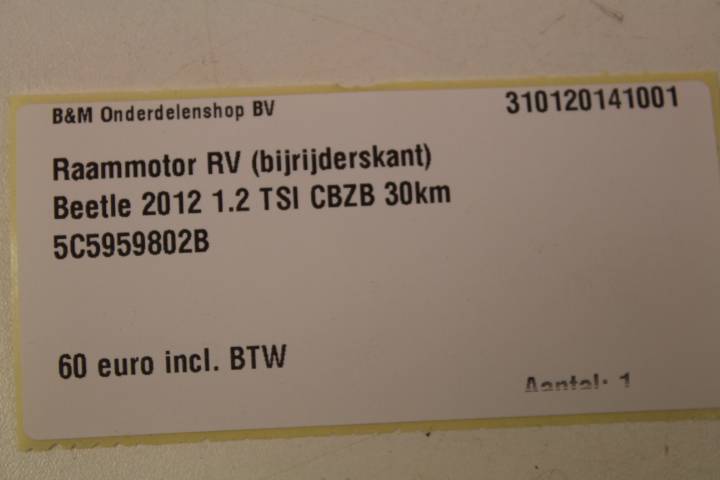 B&M Onderdelenshop BV 310120141001
Raammotor RV (bijrijderskant)
Beetle 2012 1.2 TSI CBZB 30km
5C5959802B
60 euro incl. BTW
Aantal: 1